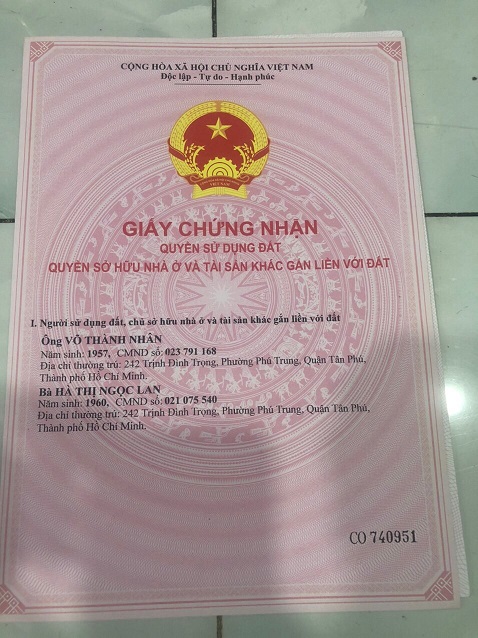 CỘNG HÒA XÃ HỘI CHỦ NGHĨA VIỆT NAM
Độc lập - Tự do - Hạnh phúc
VIỆT NAM
GIẤY CHỨNG NHẬN
QUYỀN SỬ DỤNG ĐẤT
QUYỀN SỞ HỮU NHÀ Ở VÀ TÀI SẢN KHÁC GẮN LIỀN VỚI ĐẤT
I. Người sử dụng đất, chủ sở hữu nhà ở và tài sản khác gắn liền với đất
Ông VÕ THÀNH NHÂN
Năm sinh: 1957, CMND số: 023 791 168
Địa chỉ thường trú: 242 Trịnh Đình Trọng, Phường Phú Trung, Quận Tân Phú,
Thành phố Hồ Chí Minh.
Bà HÀ THỊ NGỌC LAN
Năm sinh: 1960, CMND số: 021 075 540
Địa chỉ thường trú: 242 Trịnh Đình Trọng, Phường Phú Trung, Quận Tân Phú,
Thành phố Hồ Chí Minh.
CO 740951